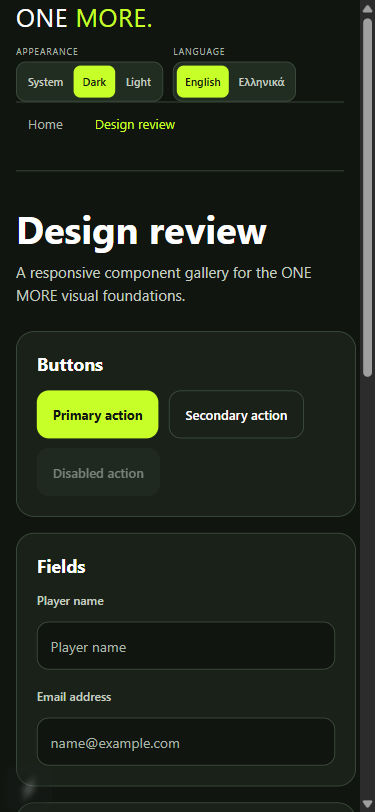 ONE MORE.
APPEARANCE
LANGUAGE
System Dark Light
English Ελληνικά
Home Design review
Design review
A responsive component gallery for the ONE
MORE visual foundations.
Buttons
Primary action
Secondary action
Disabled action
Fields
Player name
Player name
Email address
name@example.com